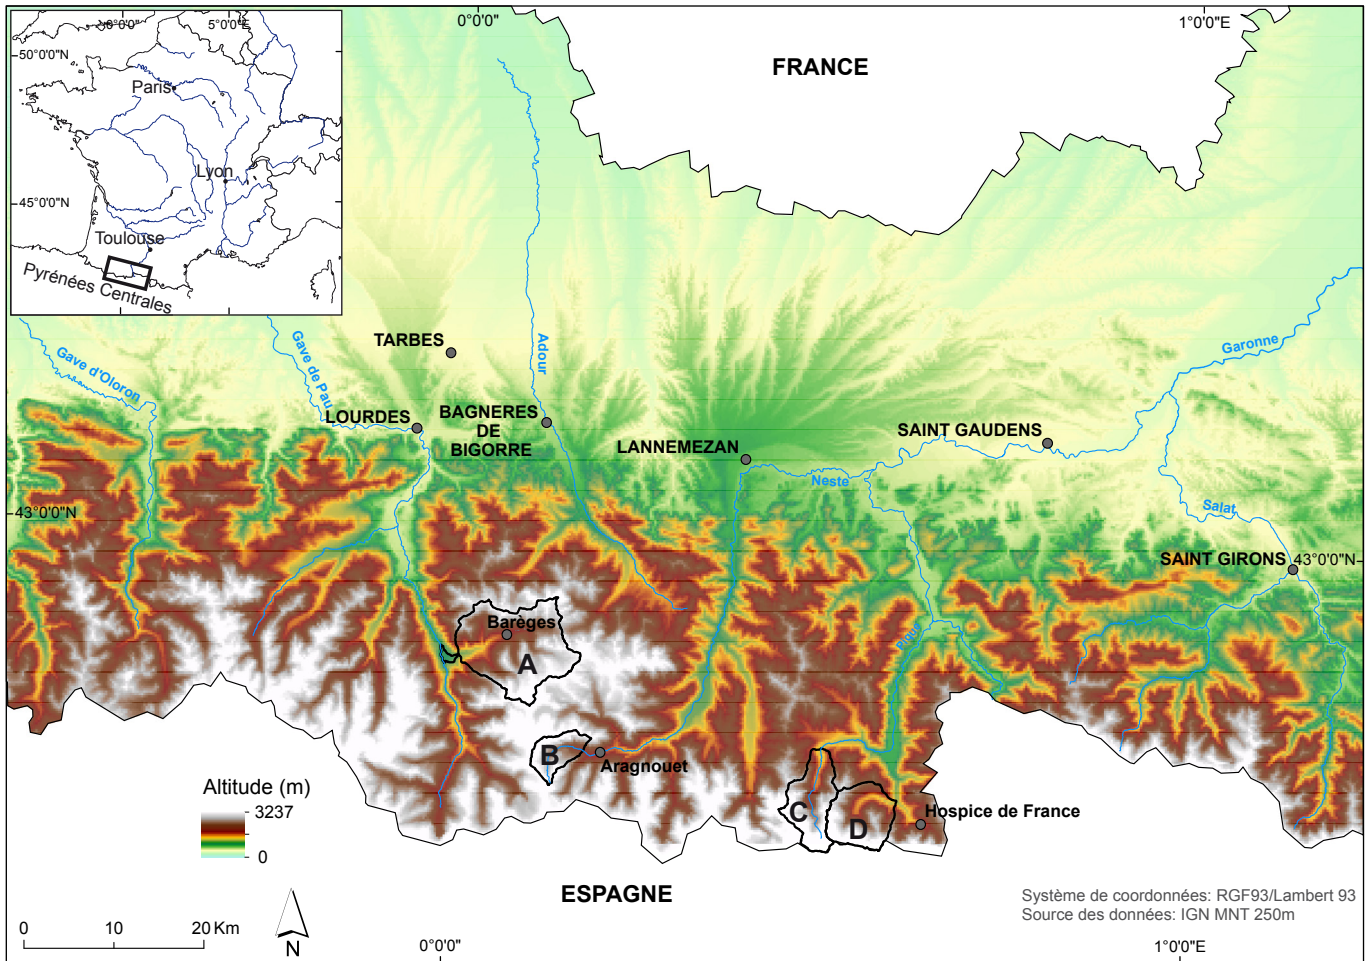 0°0'0"
5°0'0"E
50°0'0"N
Paris
Lyon
45°0'0"N
Toulouse
Pyrénées Centrales
0°0'0"
1°0'0"E
FRANCE
TARBES
Adour
Garonne
Gave d'Oloron
Gave de Pau
LOURDES
BAGNERES
DE
BIGORRE
LANNEMEZAN
SAINT GAUDENS
Neste
Salat
43°0'0"N
SAINT GIRONS
43°0'0"N
Barèges
A
Pique
B
Aragnouet
C
D
Hospice de France
Altitude (m)
3237
0
ESPAGNE
Système de coordonnées: RGF93/Lambert 93
Source des données: IGN MNT 250m
0 10 20 Km
N
0°0'0"
1°0'0"E